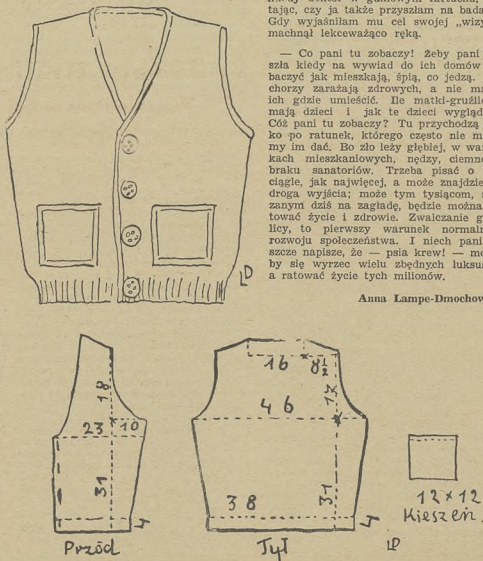 tając, czy ja także przyszłam na bada
Gdy wyjaśniłam mu cel swojej „wizy
machnął lekceważąco ręką.
— Co pani tu zobaczy! Żeby pani
szła kiedy na wywiad do ich domów
baczyć jak mieszkają, śpią, co jedzą.
chorzy zarażają zdrowych, a nie ma
ich gdzie umieścić. Ile matki-gruźlic
mają dzieci i jak te dzieci wygląd
Cóż pani tu zobaczy? Tu przychodzą
ko po ratunek, którego często nie m
my im dać. Bo zło leży głębiej, w wa
kach mieszkaniowych, nędzy, ciemno
braku sanatoriów. Trzeba pisać o
ciągle, jak najwięcej, a może znajdzie
droga wyjścia; może tym tysiącom,
zanym dziś na zagładę, będzie można
tować życie i zdrowie. Zwalczanie g
licy, to pierwszy warunek normaln
rozwoju społeczeństwa. I niech pani
szcze napisze, że — psia krew! — mo
by się wyrzec wielu zbędnych luksu
a ratować życie tych milionów.
Anna Lampe-Dmochow
18
23 10
31
4
Przód
16 8½
17
46
38
31
4
Tył
12 × 12
Kieszeń.